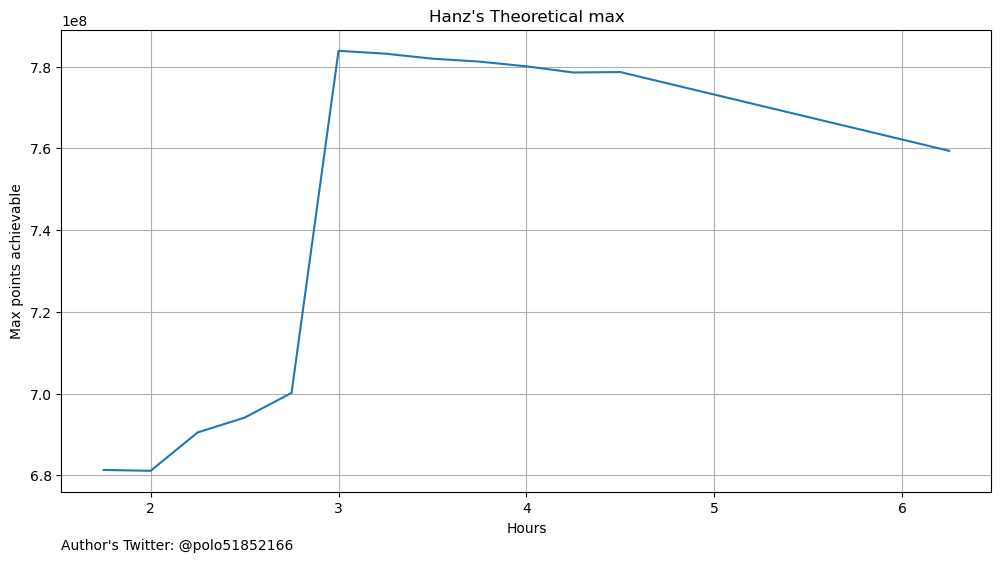 Hanz's Theoretical max
1e8
7.8
7.6
7.4
7.2
7.0
6.8
Max points achievable
2 3 4 5 6
Hours
Author's Twitter: @polo51852166